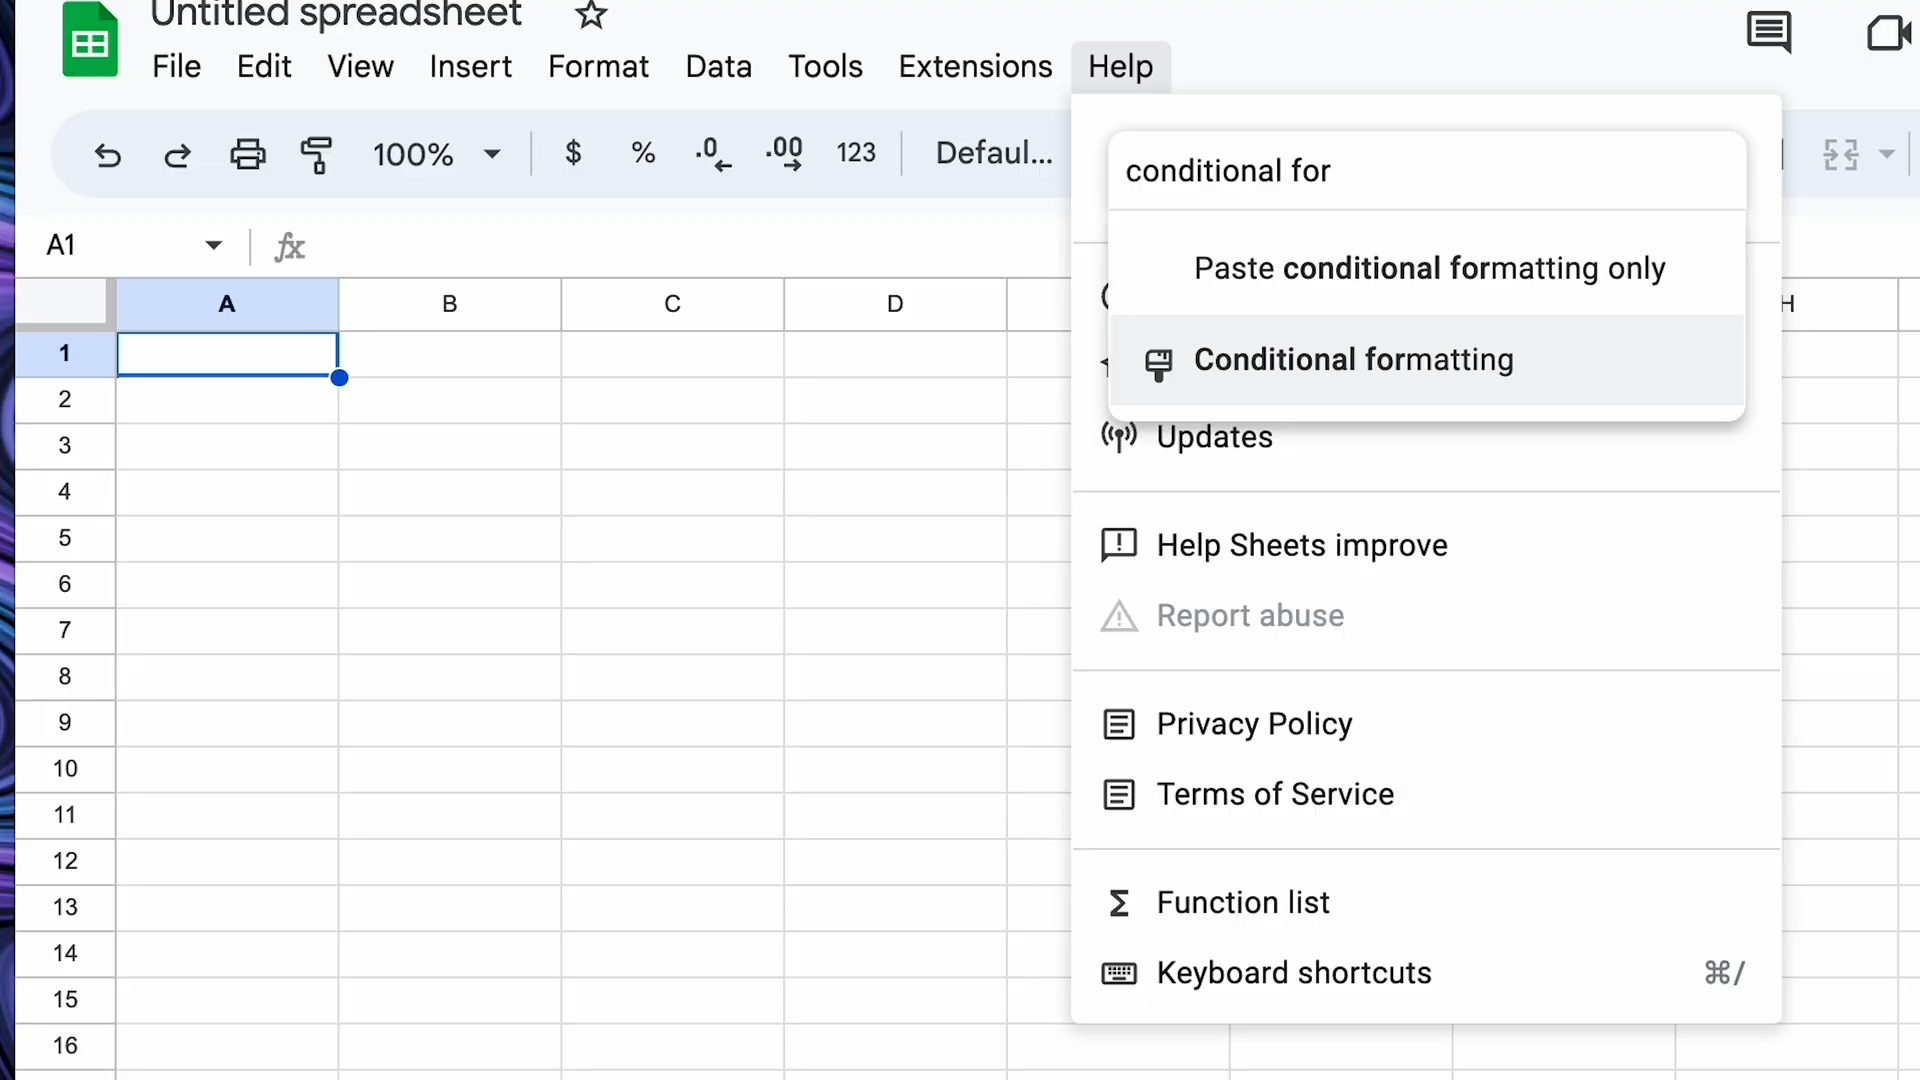 Untitled spreadsheet
File Edit View Insert Format Data Tools Extensions Help
100% $ % .0 .00 123 Defaul...
conditional for
A1 fx
Paste conditional formatting only
A B C D H
Conditional formatting
Updates
Help Sheets improve
Report abuse
Privacy Policy
Terms of Service
Function list
Keyboard shortcuts ⌘/
1
2
3
4
5
6
7
8
9
10
11
12
13
14
15
16